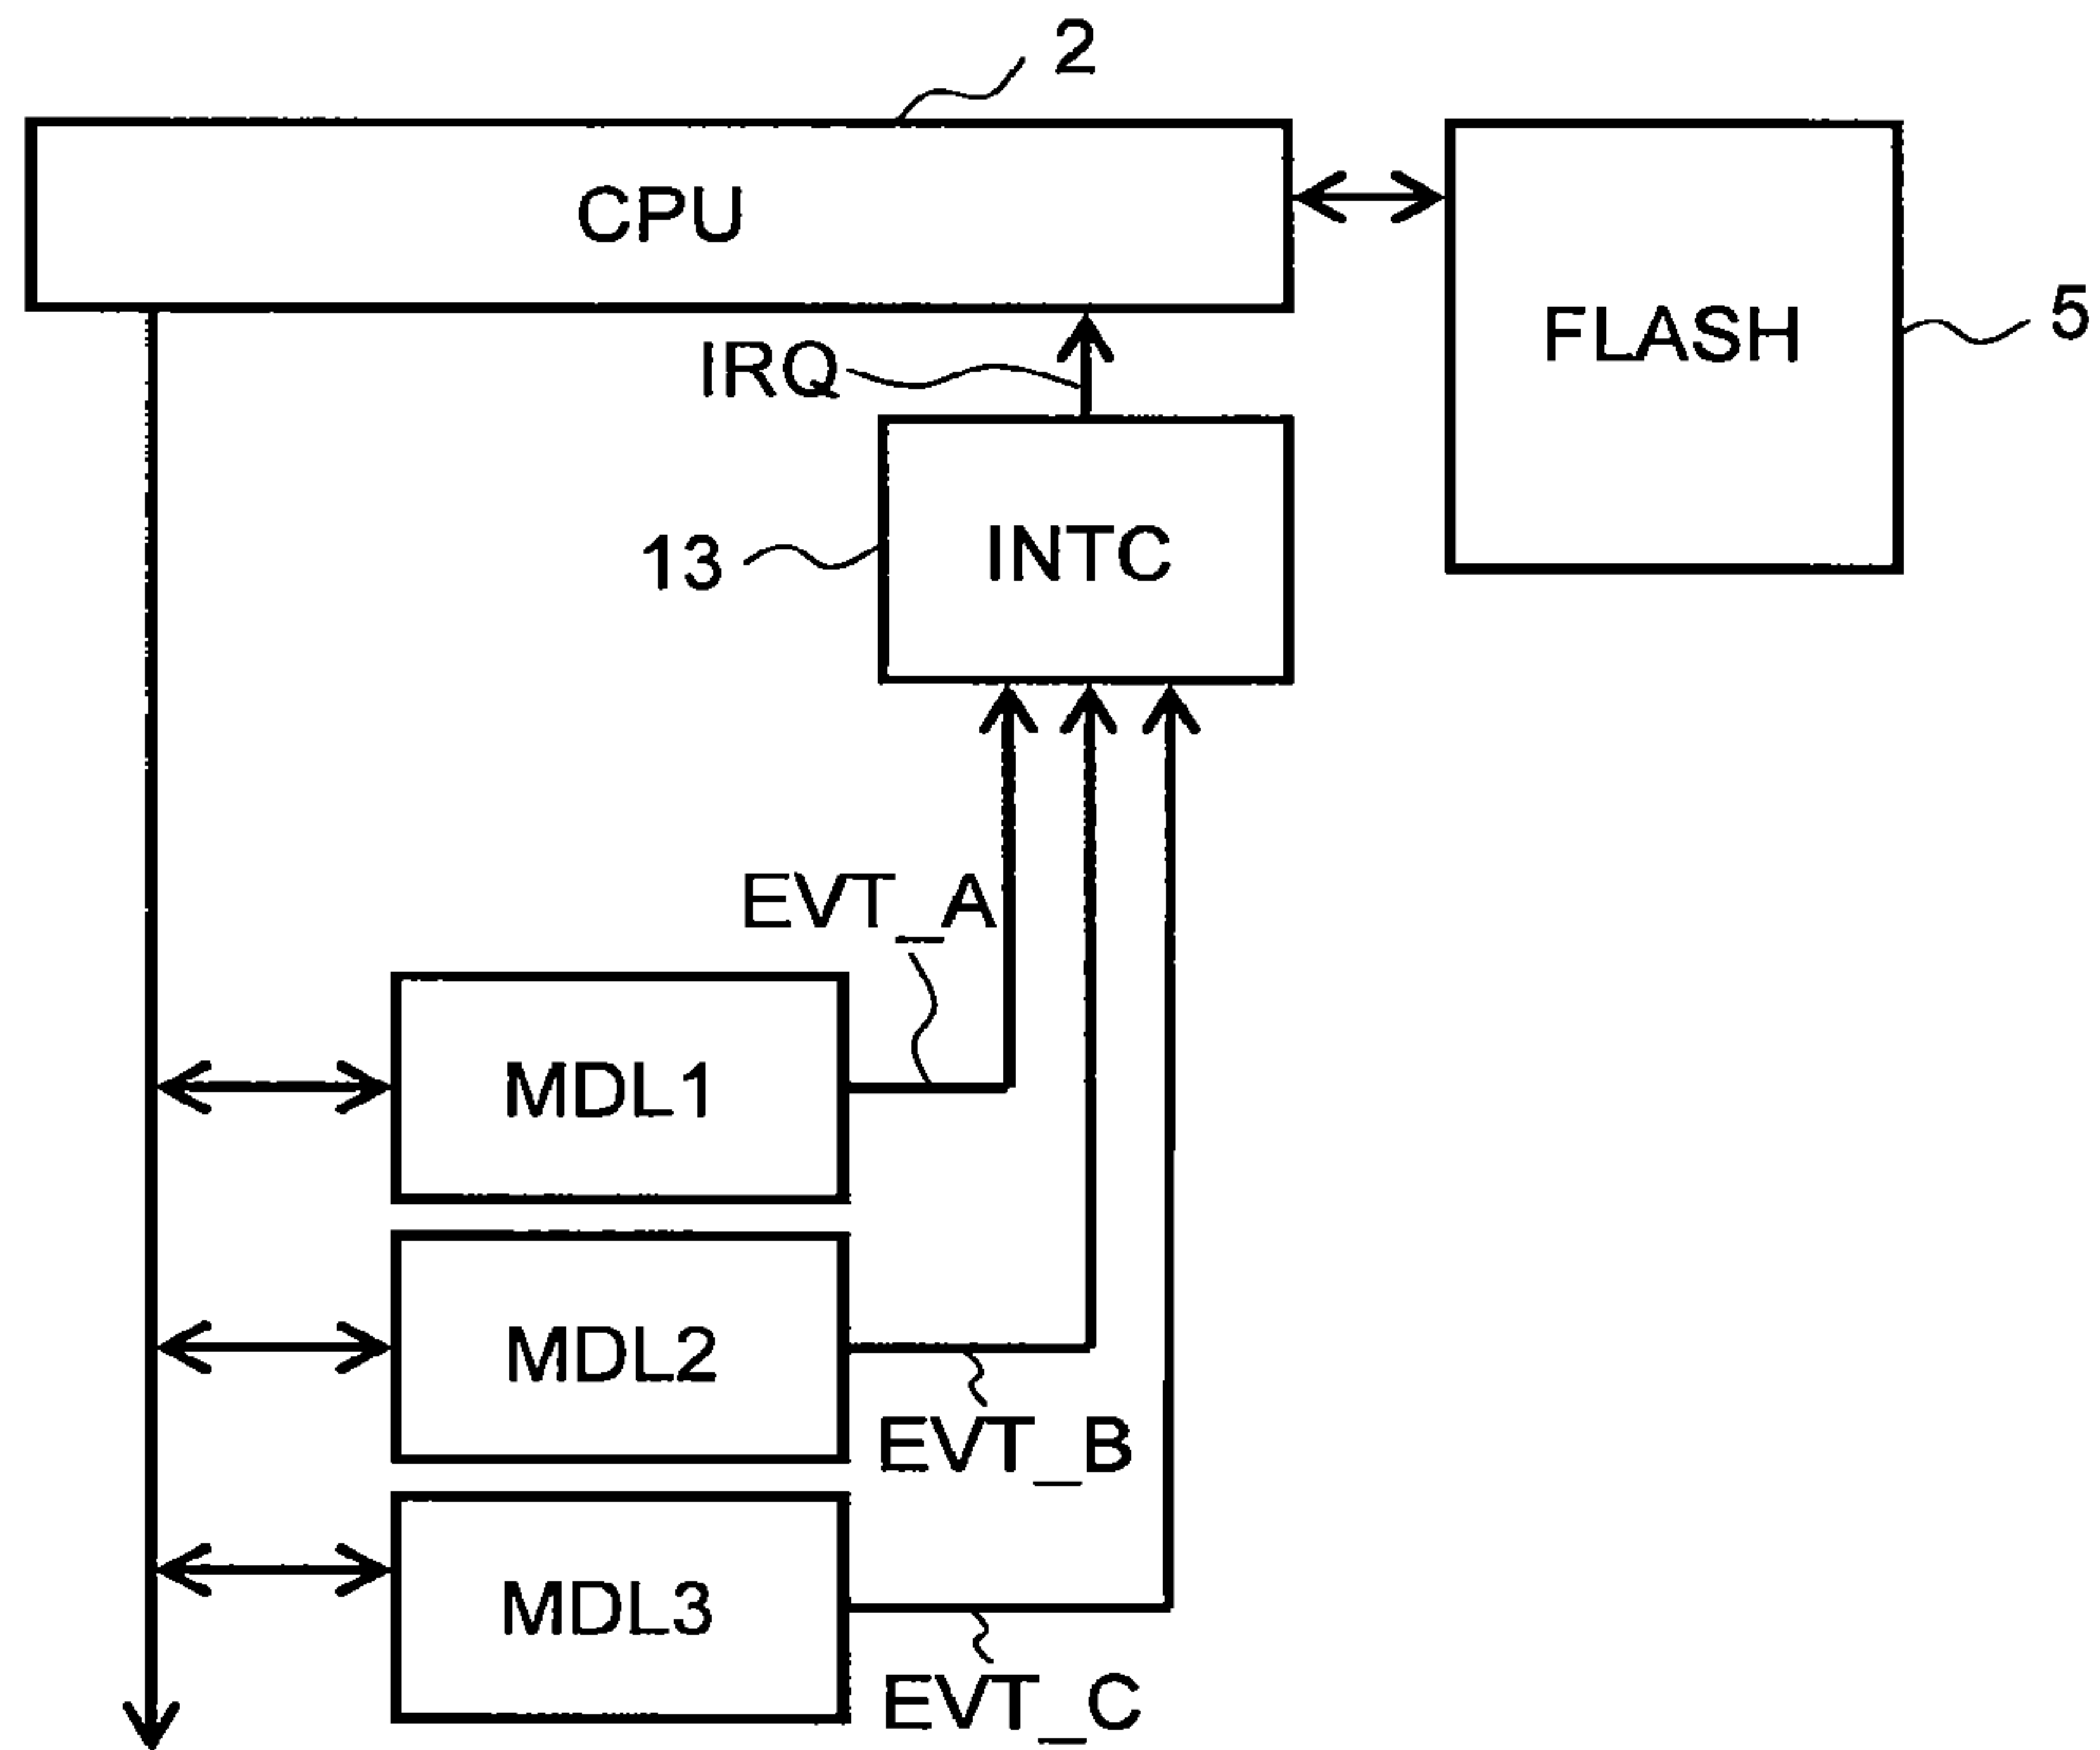 2
CPU
FLASH
5
IRQ
INTC
13
EVT_A
MDL1
MDL2
EVT_B
MDL3
EVT_C